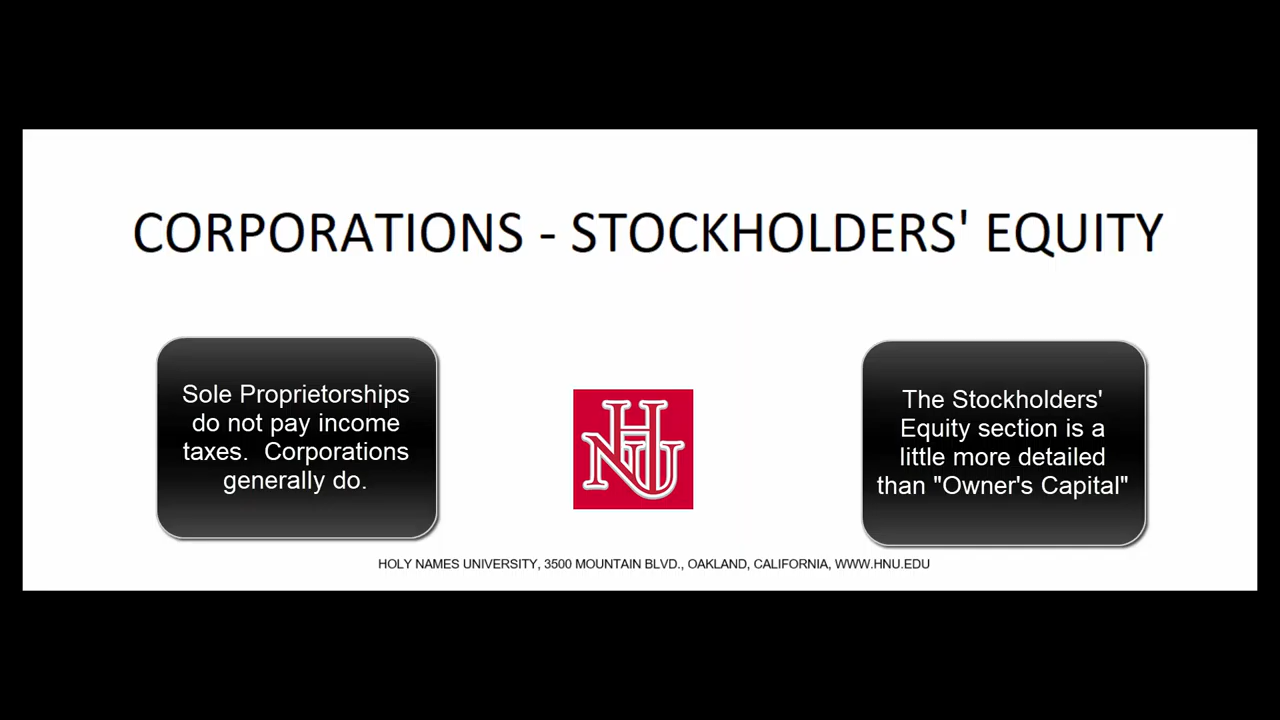 CORPORATIONS - STOCKHOLDERS' EQUITY
Sole Proprietorships
do not pay income
taxes.  Corporations
generally do.
HNU
The Stockholders'
Equity section is a
little more detailed
than "Owner's Capital"
HOLY NAMES UNIVERSITY, 3500 MOUNTAIN BLVD., OAKLAND, CALIFORNIA, WWW.HNU.EDU